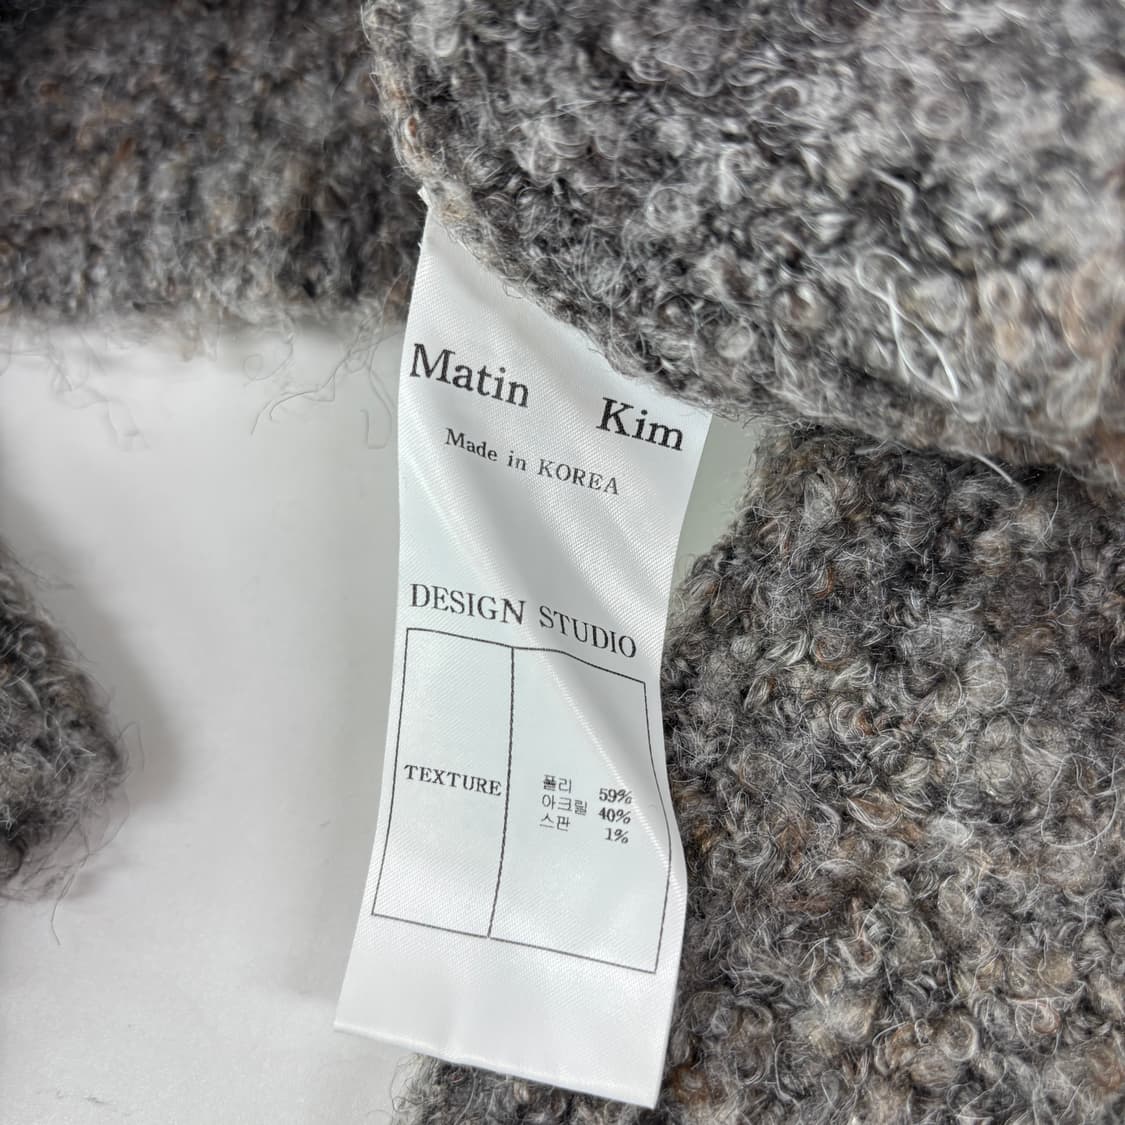 Matin Kim
Made in KOREA
DESIGN STUDIO
TEXTURE
폴리 59%
아크릴 40%
스판 1%